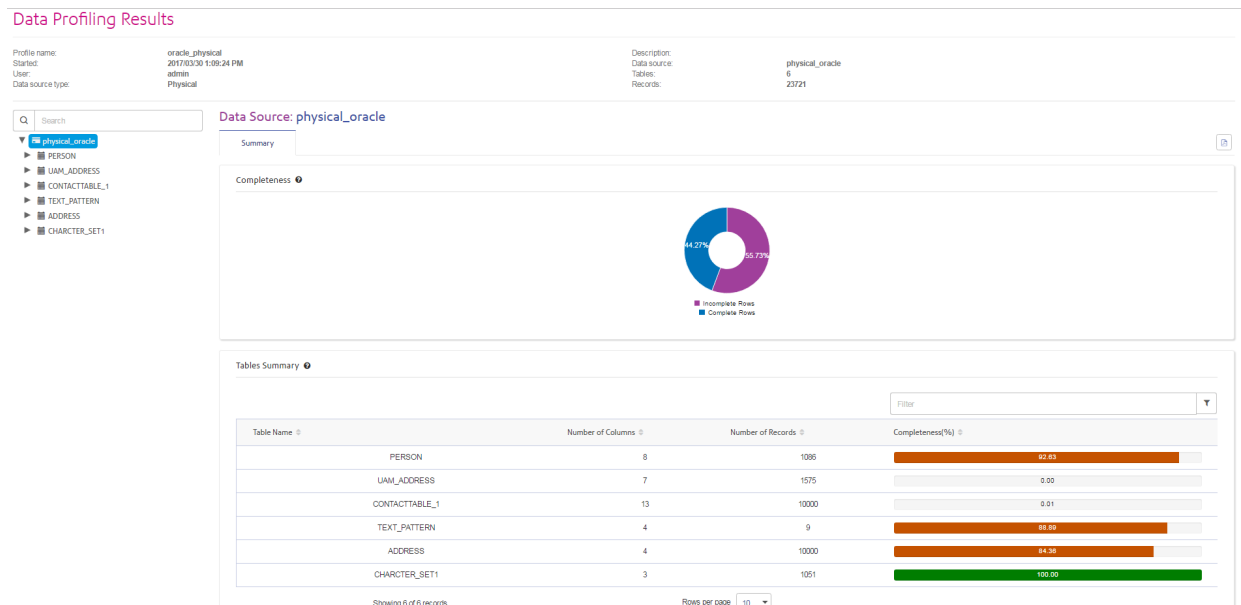 Data Profiling Results
Profile name: oracle_physical Description:
Started: 2017/03/30 1:09:24 PM Data source: physical_oracle
User: admin Tables: 6
Data source type: Physical Records: 23721
Search
physical_oracle
PERSON
UAM_ADDRESS
CONTACTTABLE_1
TEXT_PATTERN
ADDRESS
CHARCTER_SET1
Data Source: physical_oracle
Summary
Completeness
44.27%
55.73%
Incomplete Rows
Complete Rows
Tables Summary
Filter
Table Name Number of Columns Number of Records Completeness(%)
PERSON 8 1086 92.63
UAM_ADDRESS 7 1575 0.00
CONTACTTABLE_1 13 10000 0.01
TEXT_PATTERN 4 9 88.89
ADDRESS 4 10000 84.36
CHARCTER_SET1 3 1051 100.00
Showing 6 of 6 records Rows per page 10